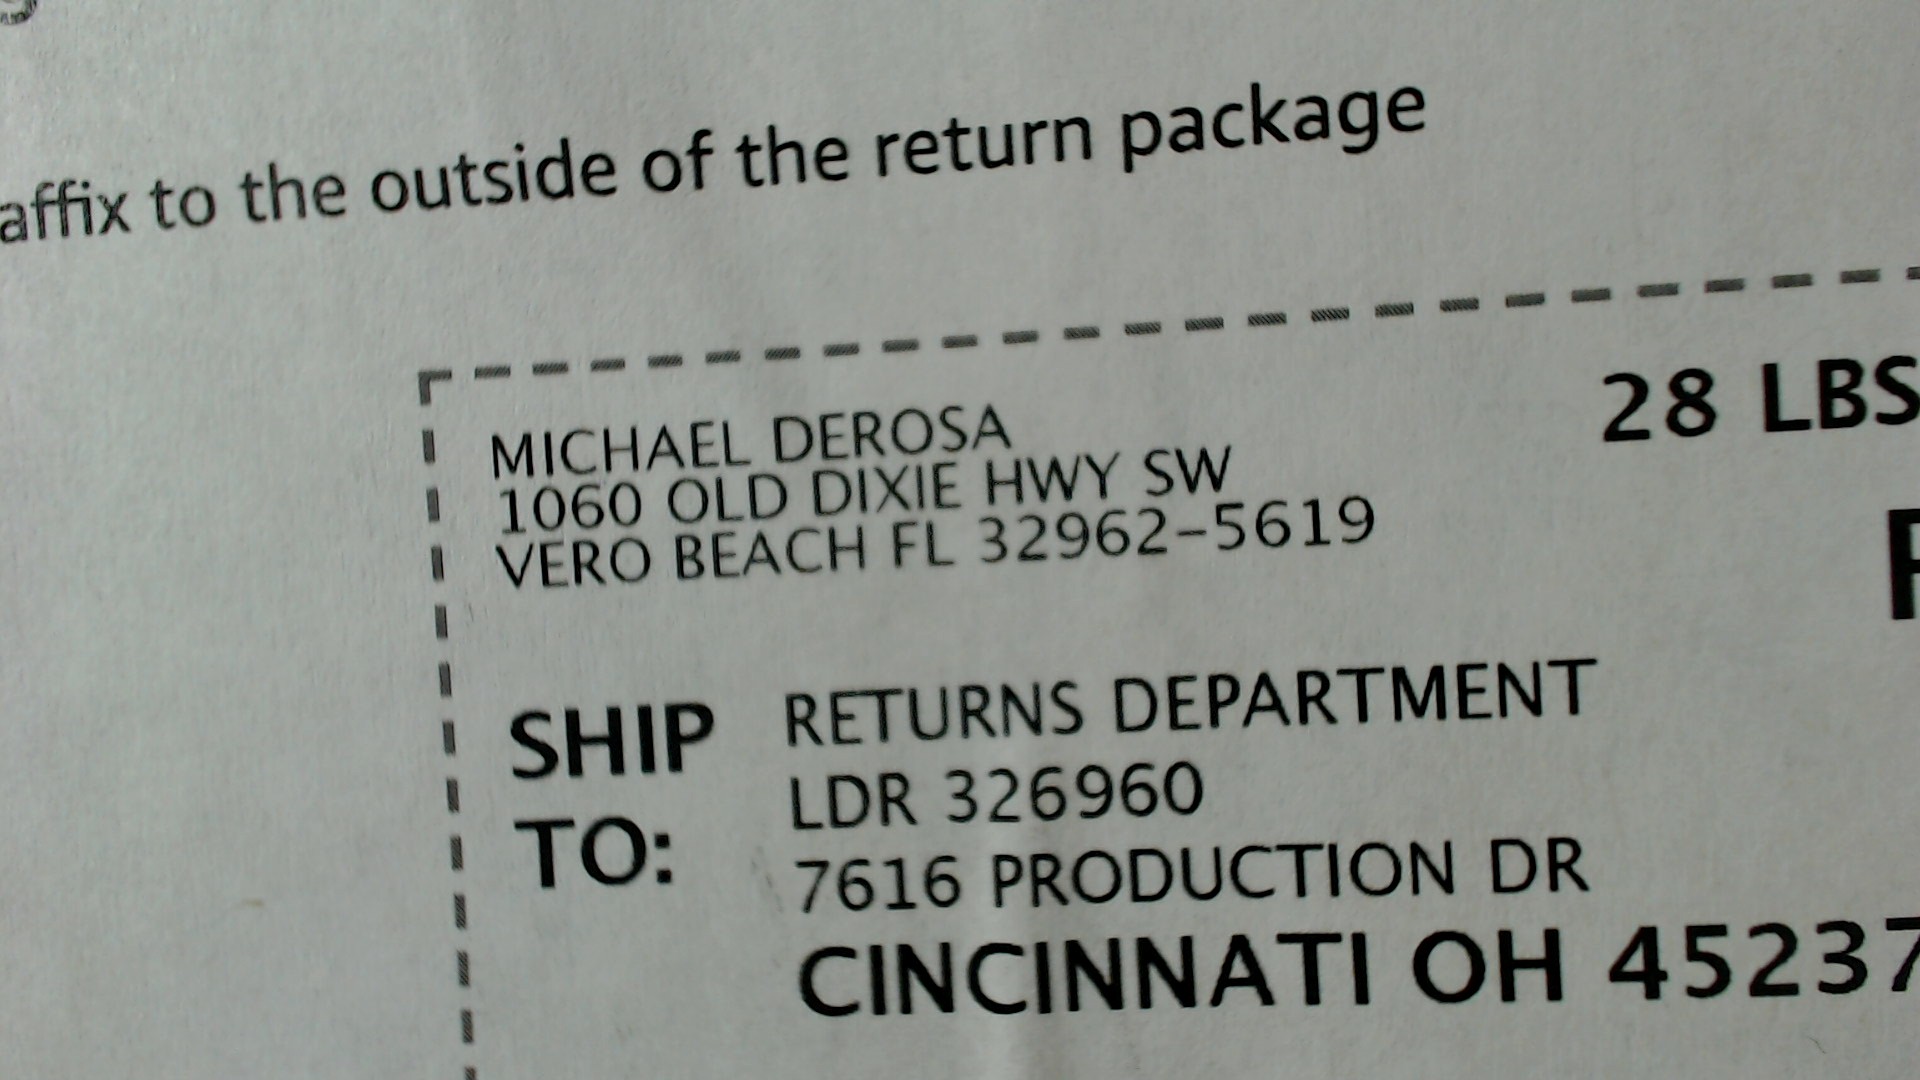 affix to the outside of the return package
28 LBS
MICHAEL DEROSA
1060 OLD DIXIE HWY SW
VERO BEACH FL 32962-5619
SHIP TO:
RETURNS DEPARTMENT
LDR 326960
7616 PRODUCTION DR
CINCINNATI OH 45237